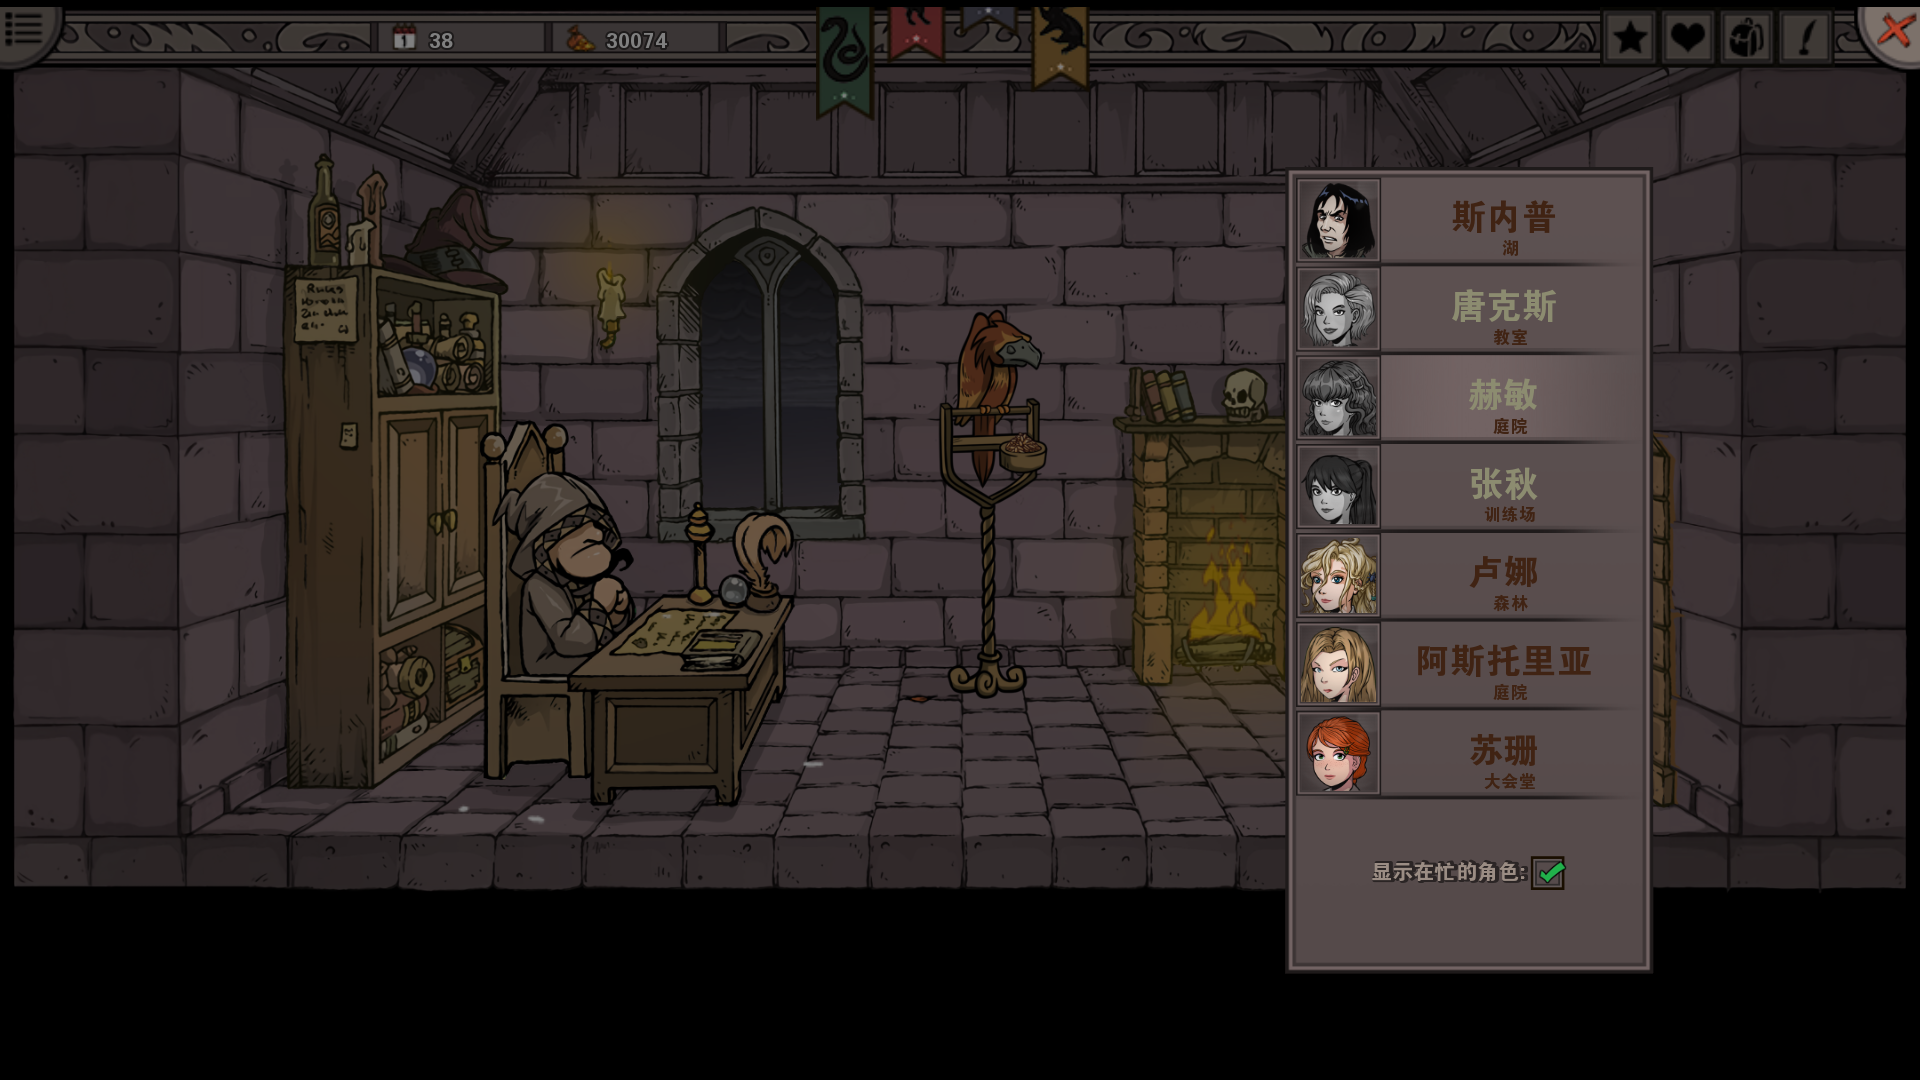 38
30074
1
Rules
斯内普
湖
唐克斯
教室
赫敏
庭院
张秋
训练场
卢娜
森林
阿斯托里亚
庭院
苏珊
大会堂
显示在忙的角色: